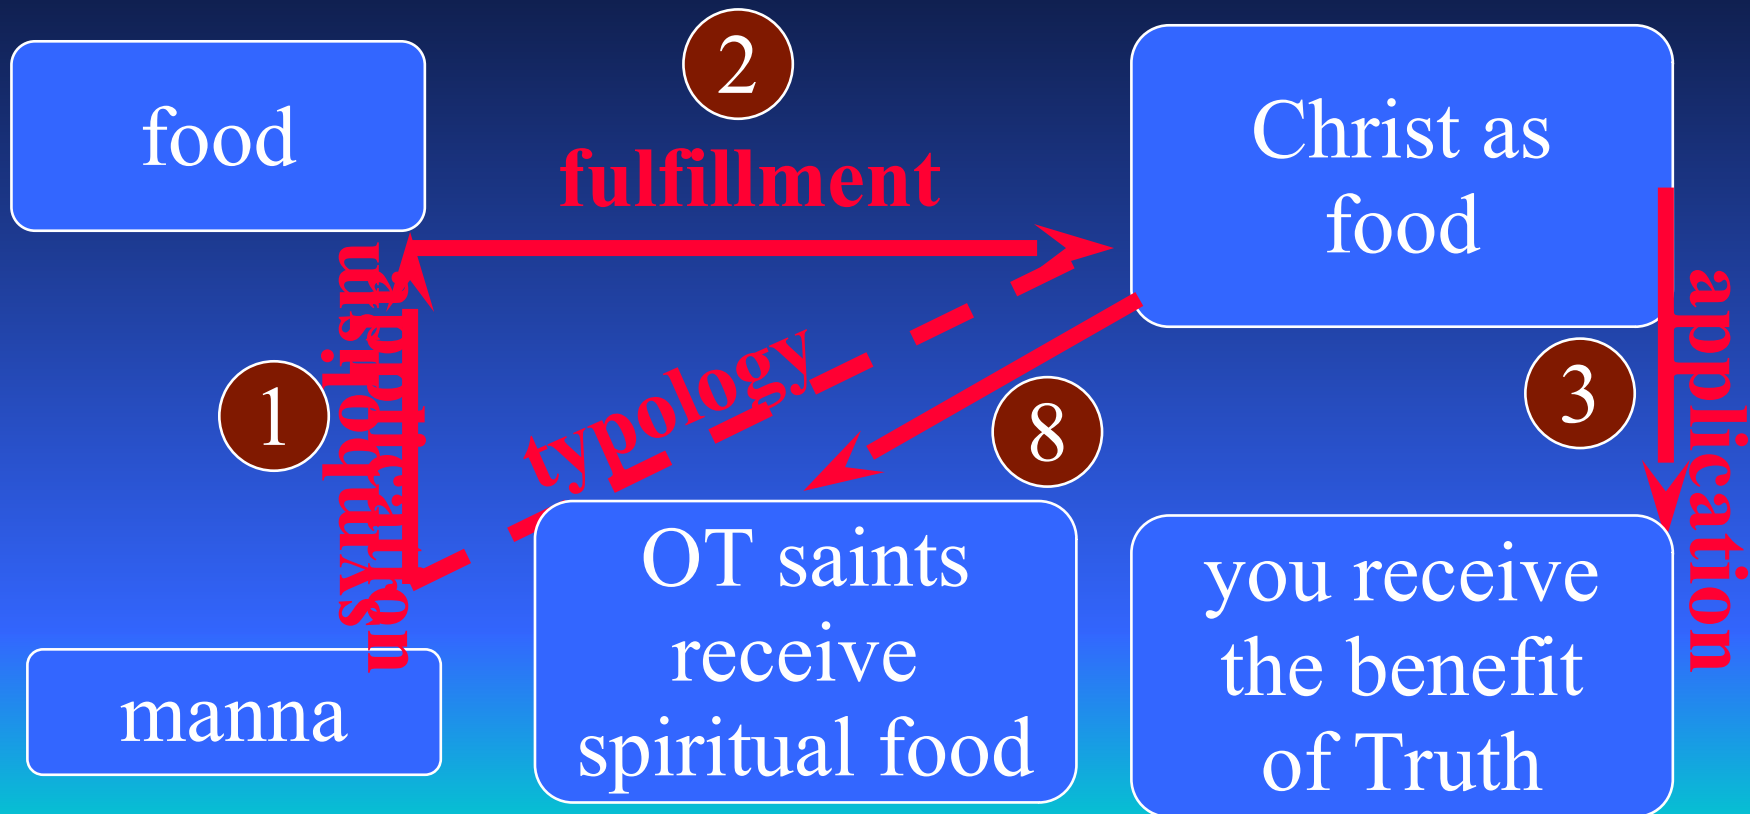 food
2
fulfillment
Christ as
food
1
symbolism
typology
8
3
application
manna
OT saints
receive
spiritual food
you receive
the benefit
of Truth